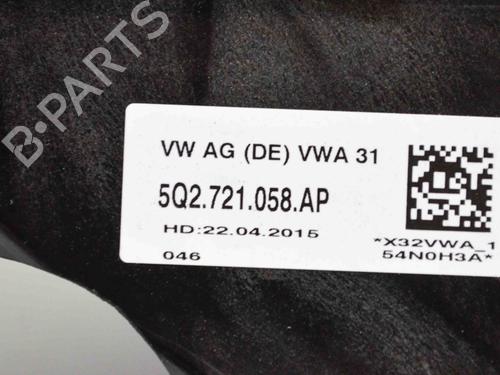 B-PARTS
VW AG (DE) VWA 31
5Q2.721.058.AP
HD:22.04.2015
*X32VWA_1
046
54N0H3A*